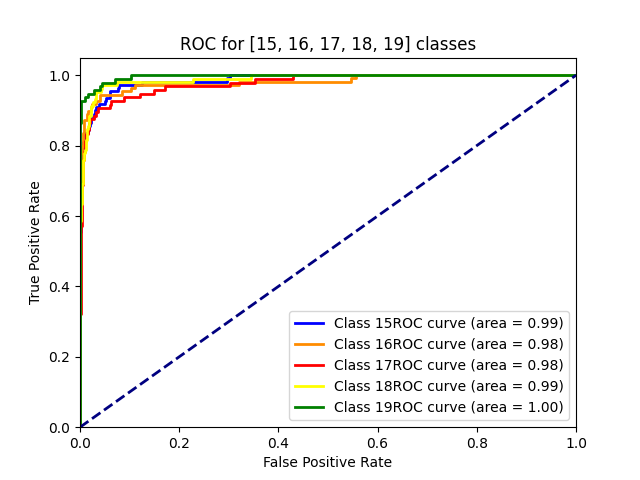 ROC for [15, 16, 17, 18, 19] classes
True Positive Rate
1.0
0.8
0.6
0.4
0.2
0.0
Class 15ROC curve (area = 0.99)
Class 16ROC curve (area = 0.98)
Class 17ROC curve (area = 0.98)
Class 18ROC curve (area = 0.99)
Class 19ROC curve (area = 1.00)
0.0 0.2 0.4 0.6 0.8 1.0
False Positive Rate